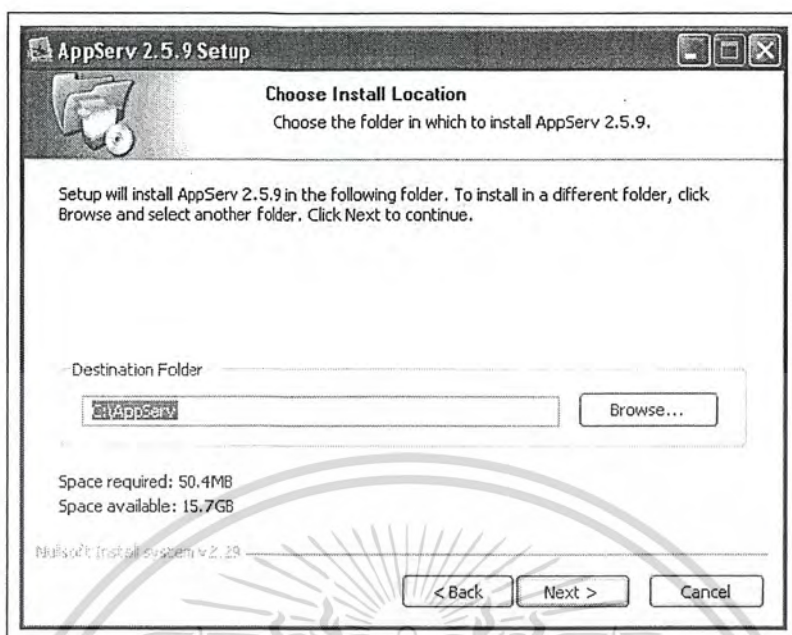 AppServ 2.5.9 Setup
Choose Install Location
Choose the folder in which to install AppServ 2.5.9.
Setup will install AppServ 2.5.9 in the following folder. To install in a different folder, click
Browse and select another folder. Click Next to continue.
Destination Folder
C:\AppServ
Browse...
Space required: 50.4MB
Space available: 15.7GB
Nullsoft Install System v2.29
< Back
Next >
Cancel